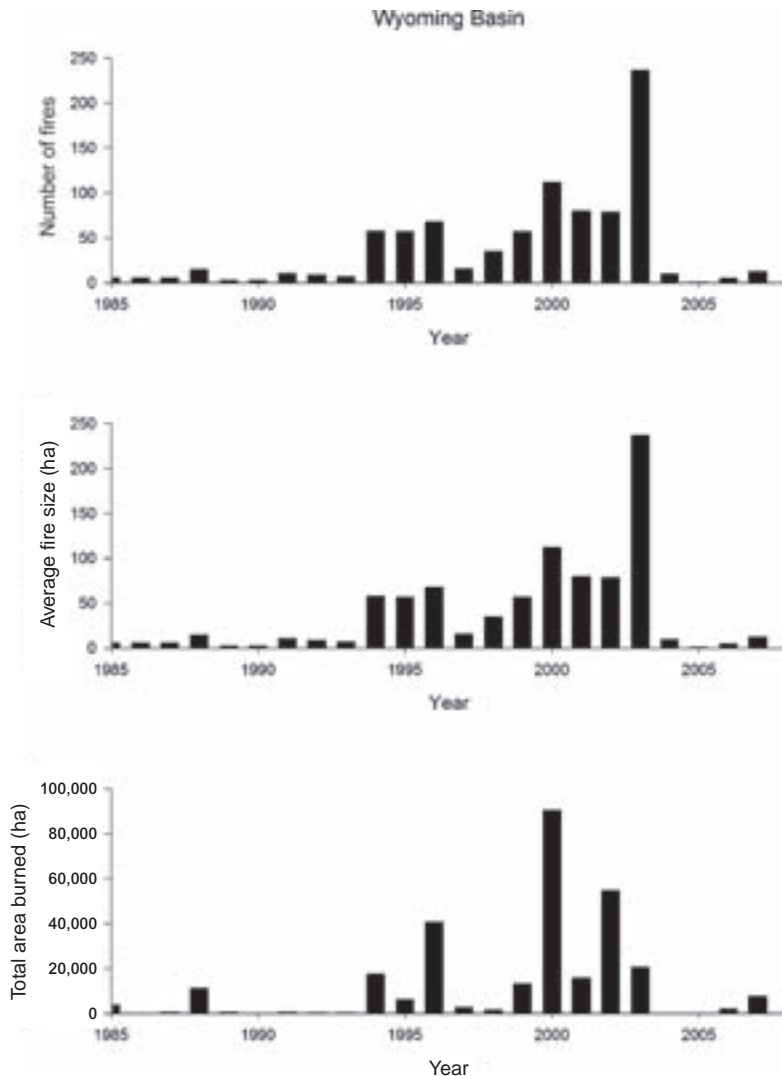 Wyoming Basin
Number of fires
250
200
150
100
50
0
1985 1990 1995 2000 2005
Year
Average fire size (ha)
250
200
150
100
50
0
1985 1990 1995 2000 2005
Year
Total area burned (ha)
100,000
80,000
60,000
40,000
20,000
0
1985 1990 1995 2000 2005
Year